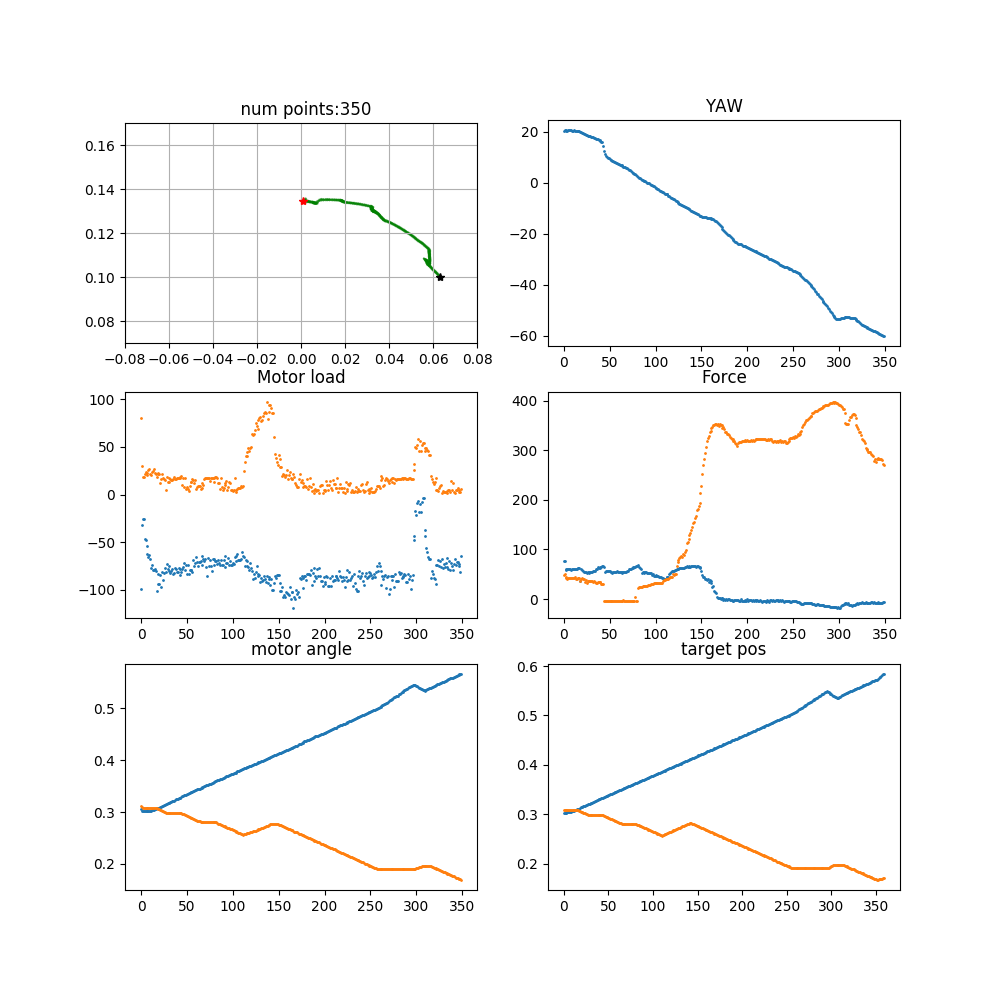 num points:350
YAW
0.16
0.14
0.12
0.10
0.08
−0.08 −0.06 −0.04 −0.02 0.00 0.02 0.04 0.06 0.08
20
0
−20
−40
−60
0 50 100 150 200 250 300 350
Motor load
Force
100
50
0
−50
−100
0 50 100 150 200 250 300 350
400
300
200
100
0
0 50 100 150 200 250 300 350
motor angle
target pos
0.5
0.4
0.3
0.2
0 50 100 150 200 250 300 350
0.6
0.5
0.4
0.3
0.2
0 50 100 150 200 250 300 350